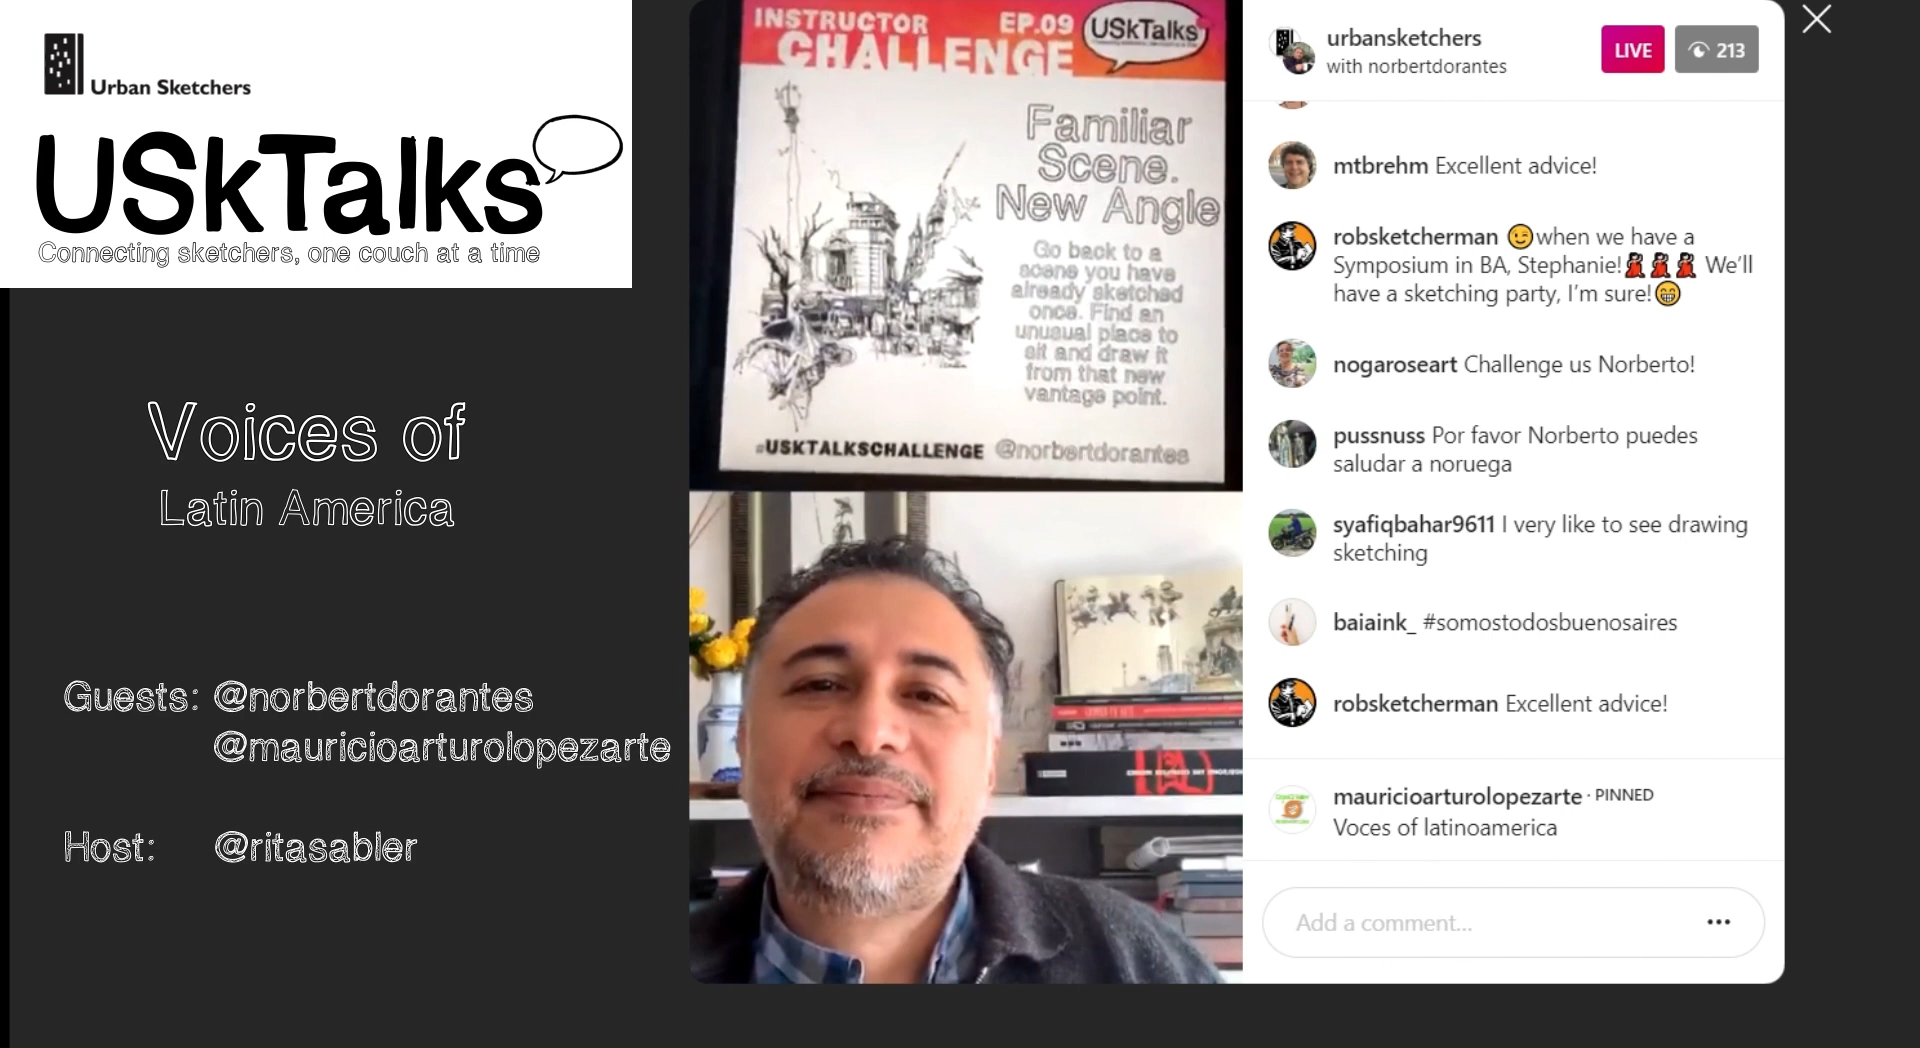 Urban Sketchers
USkTalks
Connecting sketchers, one couch at a time
Voices of
Latin America
Guests: @norbertdorantes
@mauricioarturolopezarte
Host: @ritasabler
INSTRUCTOR EP.09
CHALLENGE
USkTalks
Familiar
Scene.
New Angle
Go back to a
scene you have
already sketched
once. Find an
unusual place to
sit and draw it
from that new
vantage point.
#USKTALKSCHALLENGE @norbertdorantes
urbansketchers
with norbertdorantes
LIVE
213
mtbrehm Excellent advice!
robsketcherman 😉when we have a
Symposium in BA, Stephanie!💃💃💃 We'll
have a sketching party, I'm sure!😁
nogaroseart Challenge us Norberto!
pussnuss Por favor Norberto puedes
saludar a noruega
syafiqbahar9611 I very like to see drawing
sketching
baiaink_ #somostodosbuenosaires
robsketcherman Excellent advice!
mauricioarturolopezarte · PINNED
Voces of latinoamerica
Add a comment...